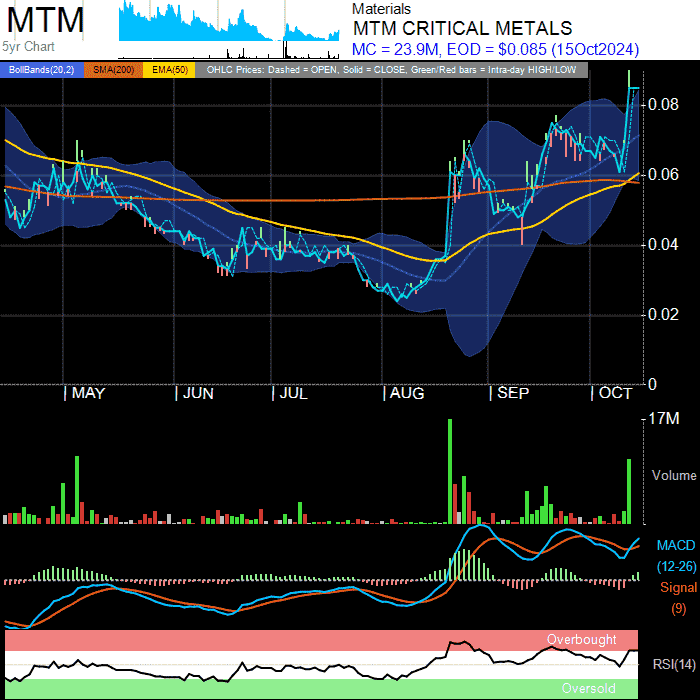 MTM
5yr Chart
Materials
MTM CRITICAL METALS
MC = 23.9M, EOD = $0.085 (15Oct2024)
BollBands(20,2) SMA(200) EMA(50) OHLC Prices: Dashed = OPEN, Solid = CLOSE, Green/Red bars = Intra-day HIGH/LOW
0.08
0.06
0.04
0.02
0
MAY JUN JUL AUG SEP OCT
17M
Volume
MACD
(12-26)
Signal
(9)
Overbought
RSI(14)
Oversold